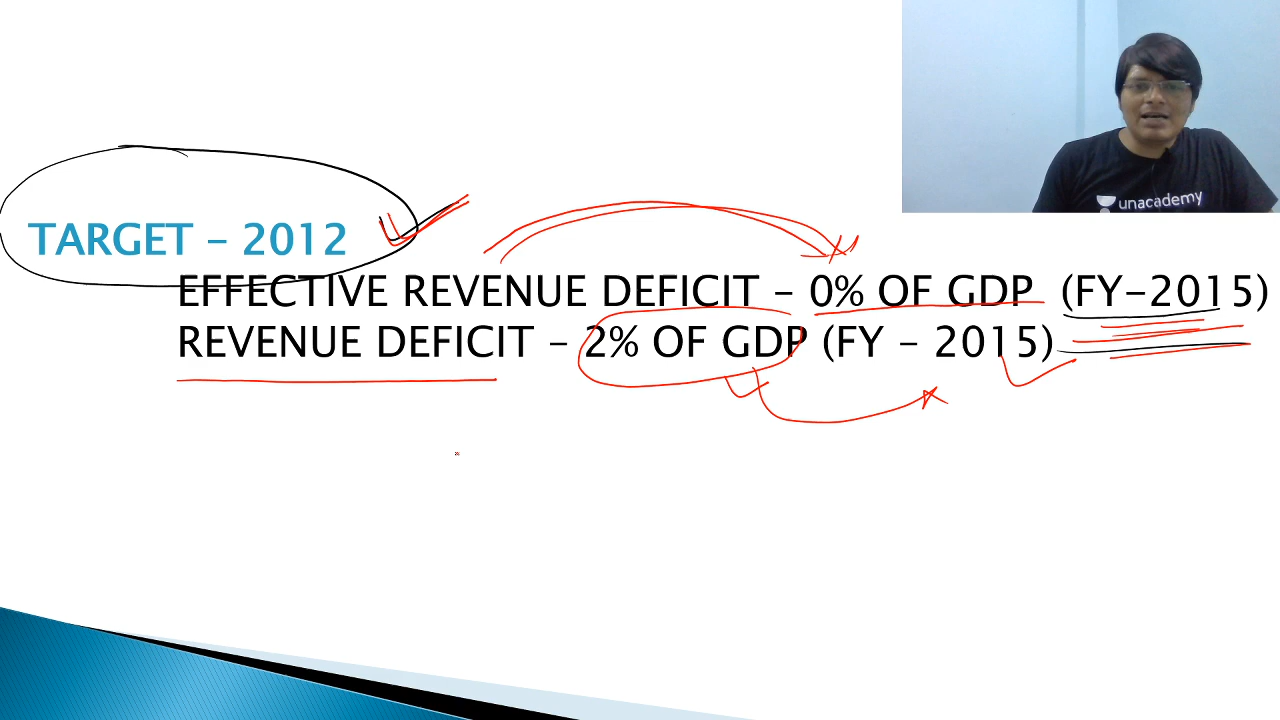 unacademy
TARGET – 2012
EFFECTIVE REVENUE DEFICIT – 0% OF GDP (FY-2015)
REVENUE DEFICIT – 2% OF GDP (FY – 2015)